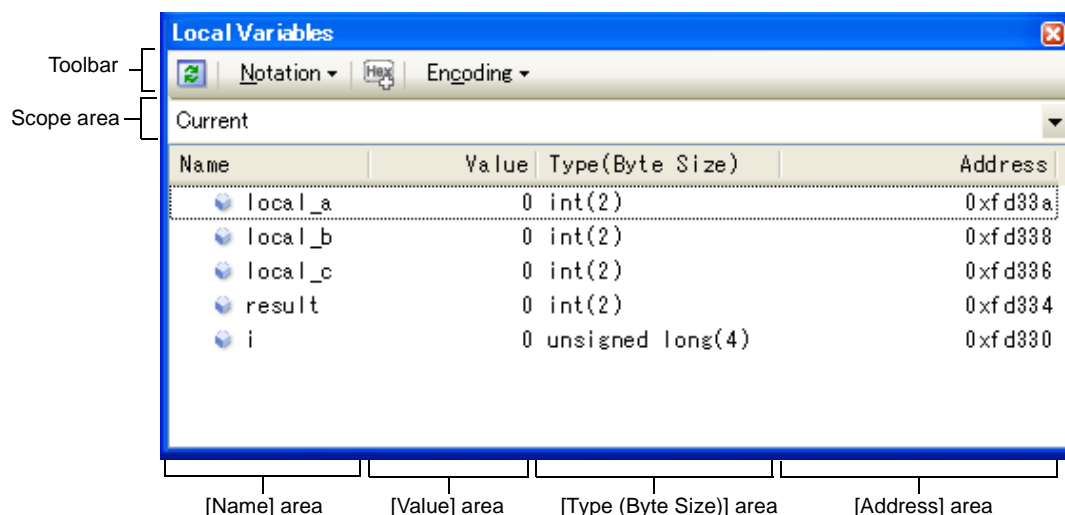 Local Variables
Toolbar
Notation Hex Encoding
Scope area
Current
Name Value Type(Byte Size) Address
local_a 0 int(2) 0xfd33a
local_b 0 int(2) 0xfd338
local_c 0 int(2) 0xfd336
result 0 int(2) 0xfd334
i 0 unsigned long(4) 0xfd330
[Name] area [Value] area [Type (Byte Size)] area [Address] area